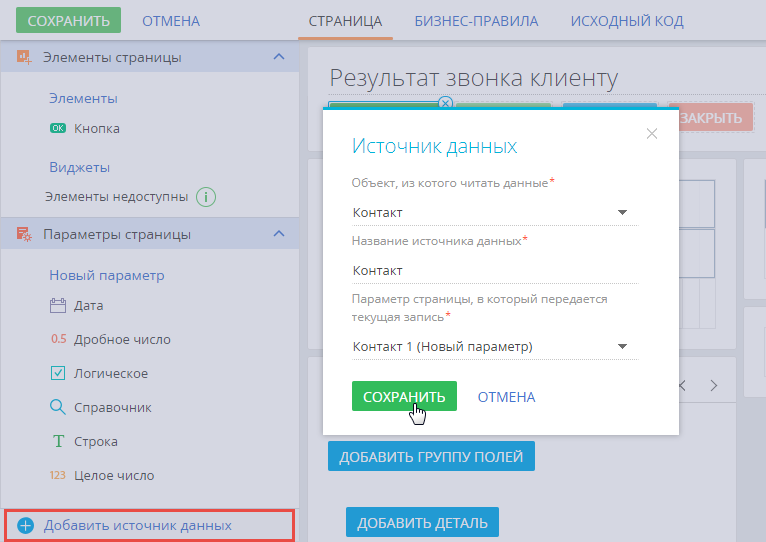 СОХРАНИТЬ
ОТМЕНА
СТРАНИЦА
БИЗНЕС-ПРАВИЛА
ИСХОДНЫЙ КОД
Элементы страницы
Элементы
OK Кнопка
Виджеты
Элементы недоступны i
Параметры страницы
Новый параметр
Дата
0.5 Дробное число
Логическое
Справочник
T Строка
123 Целое число
Добавить источник данных
Результат звонка клиенту
ЗАКРЫТЬ
Источник данных
Объект, из котого читать данные*
Контакт
Название источника данных*
Контакт
Параметр страницы, в который передается
текущая запись*
Контакт 1 (Новый параметр)
СОХРАНИТЬ
ОТМЕНА
ДОБАВИТЬ ГРУППУ ПОЛЕЙ
ДОБАВИТЬ ДЕТАЛЬ